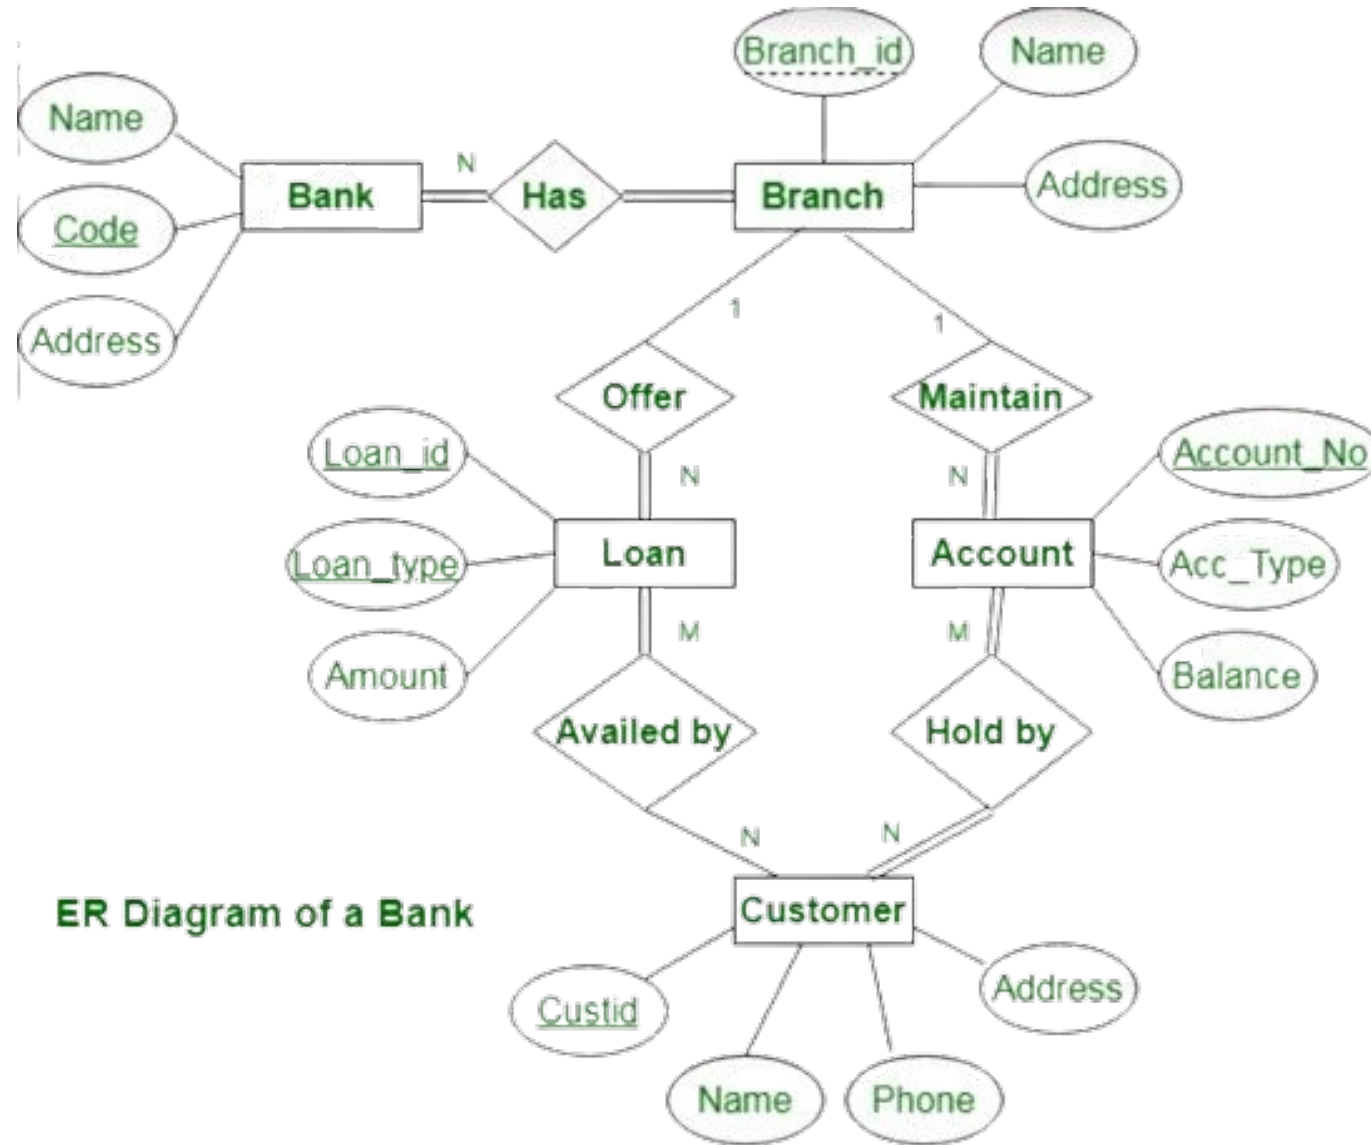 Branch_id
Name
Name
Bank
N
Has
Branch
Address
Code
Address
1
1
Offer
Maintain
Loan_id
N
N
Account_No
Loan
Account
Loan_type
Acc_Type
M
M
Amount
Balance
Availed by
Hold by
N
N
ER Diagram of a Bank
Customer
Address
Custid
Name
Phone